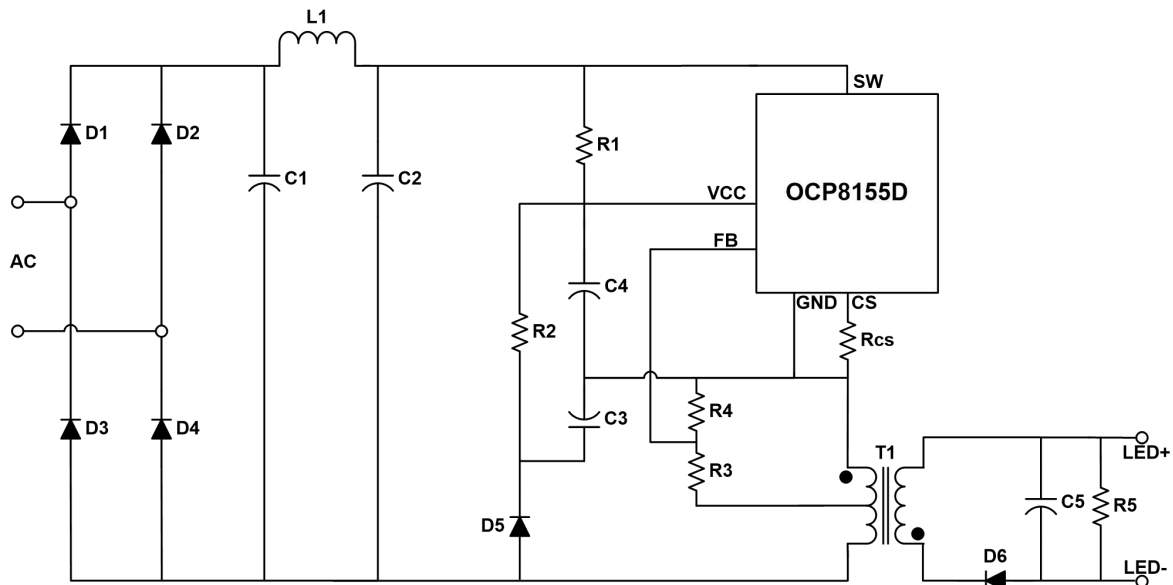 L1
SW
D1
D2
R1
C1
C2
OCP8155D
VCC
FB
AC
C4
GND
CS
R2
Rcs
R4
C3
D3
D4
R3
T1
LED+
C5
R5
D5
D6
LED-